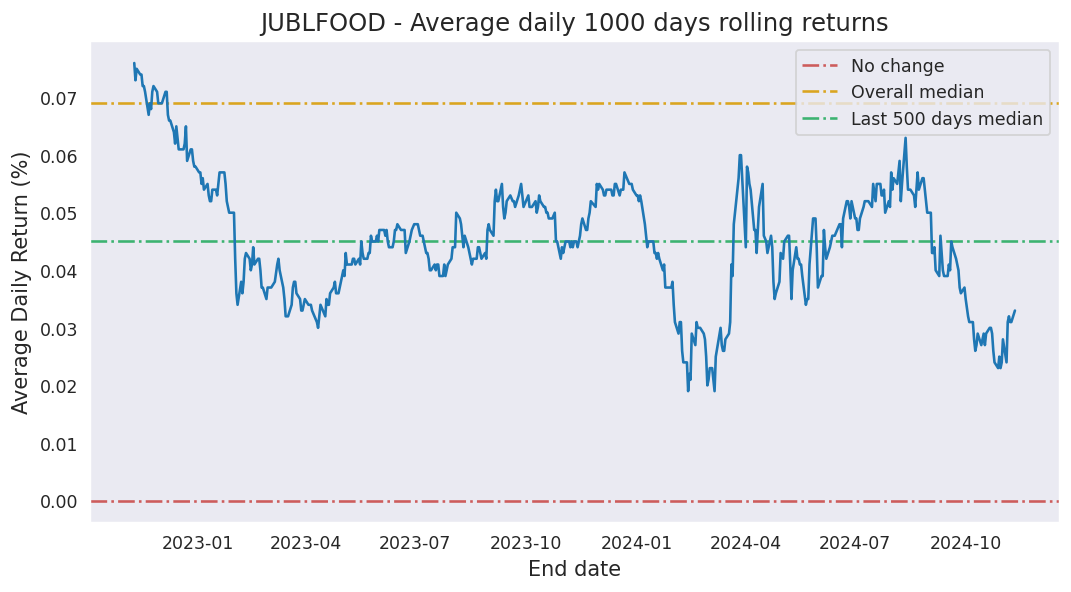 JUBLFOOD - Average daily 1000 days rolling returns
No change
Overall median
Last 500 days median
Average Daily Return (%)
0.07
0.06
0.05
0.04
0.03
0.02
0.01
0.00
2023-01
2023-04
2023-07
2023-10
2024-01
2024-04
2024-07
2024-10
End date